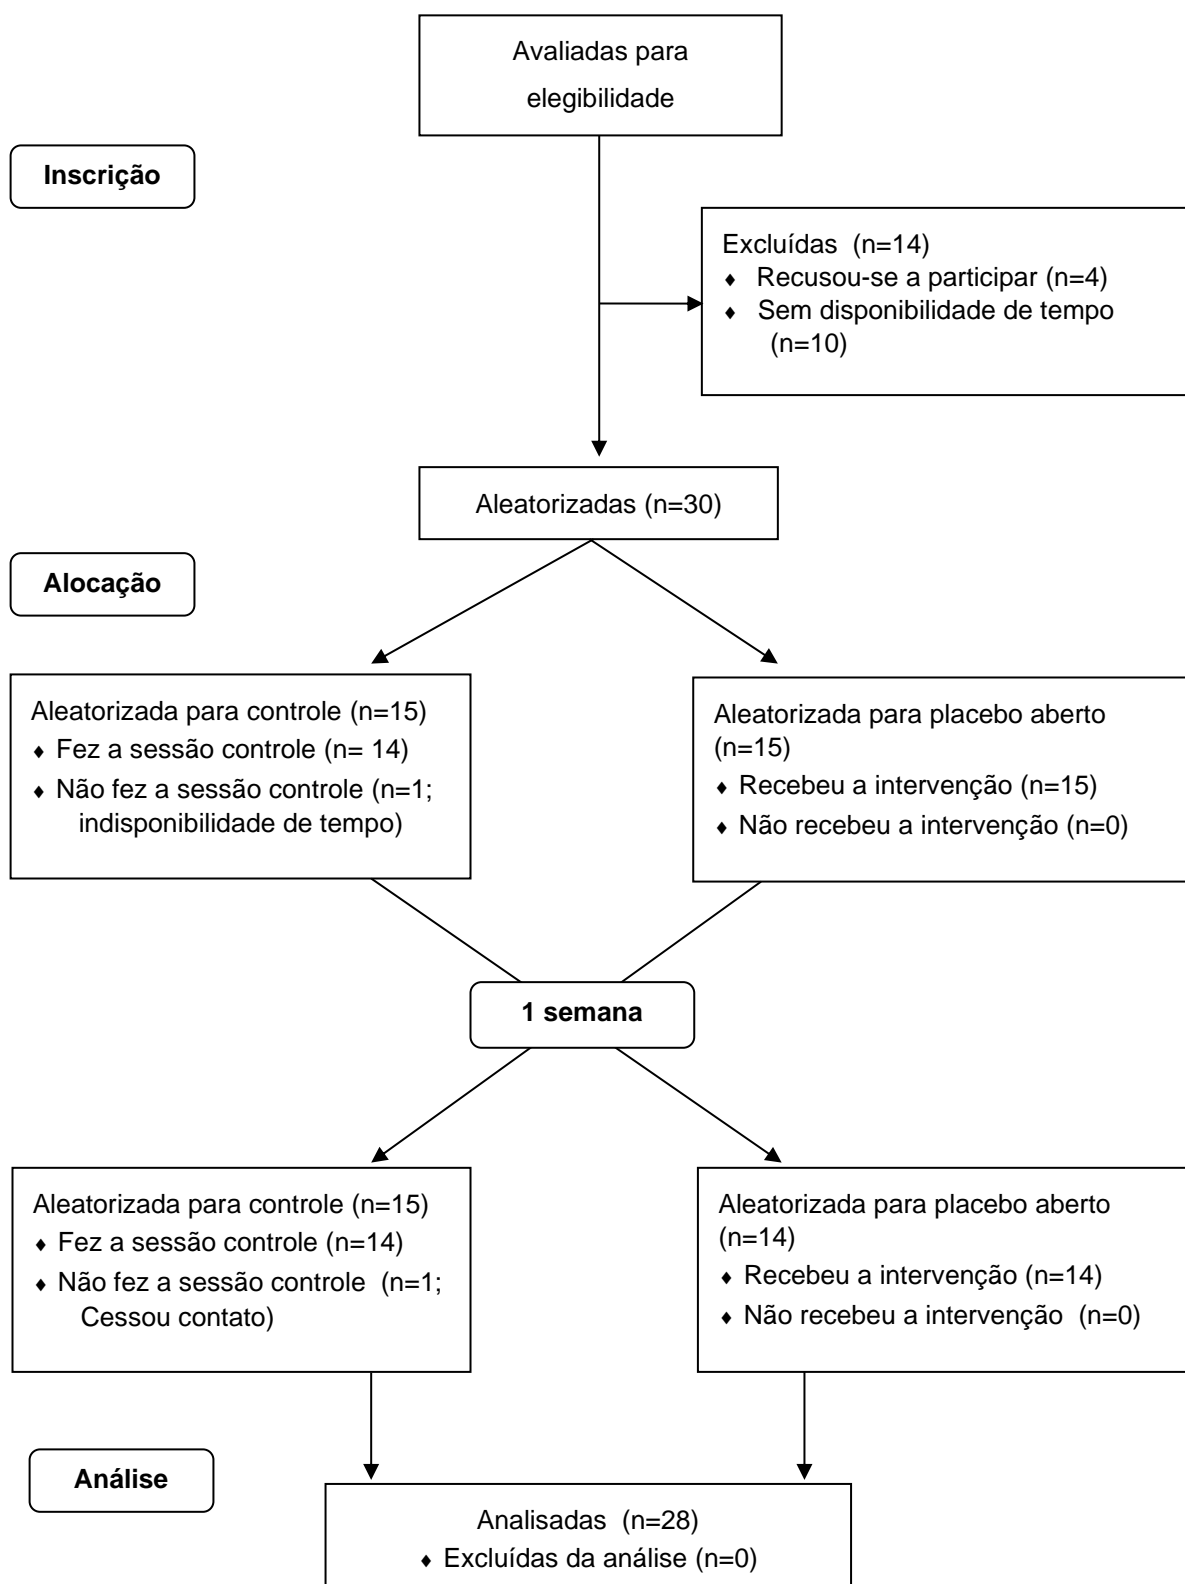 Avaliadas para
elegibilidade
Inscrição
Excluídas (n=14)
♦ Recusou-se a participar (n=4)
♦ Sem disponibilidade de tempo
(n=10)
Aleatorizadas (n=30)
Alocação
Aleatorizada para controle (n=15)
♦ Fez a sessão controle (n= 14)
♦ Não fez a sessão controle (n=1;
indisponibilidade de tempo)
Aleatorizada para placebo aberto
(n=15)
♦ Recebeu a intervenção (n=15)
♦ Não recebeu a intervenção (n=0)
1 semana
Aleatorizada para controle (n=15)
♦ Fez a sessão controle (n=14)
♦ Não fez a sessão controle (n=1;
Cessou contato)
Aleatorizada para placebo aberto
(n=14)
♦ Recebeu a intervenção (n=14)
♦ Não recebeu a intervenção (n=0)
Análise
Analisadas (n=28)
♦ Excluídas da análise (n=0)